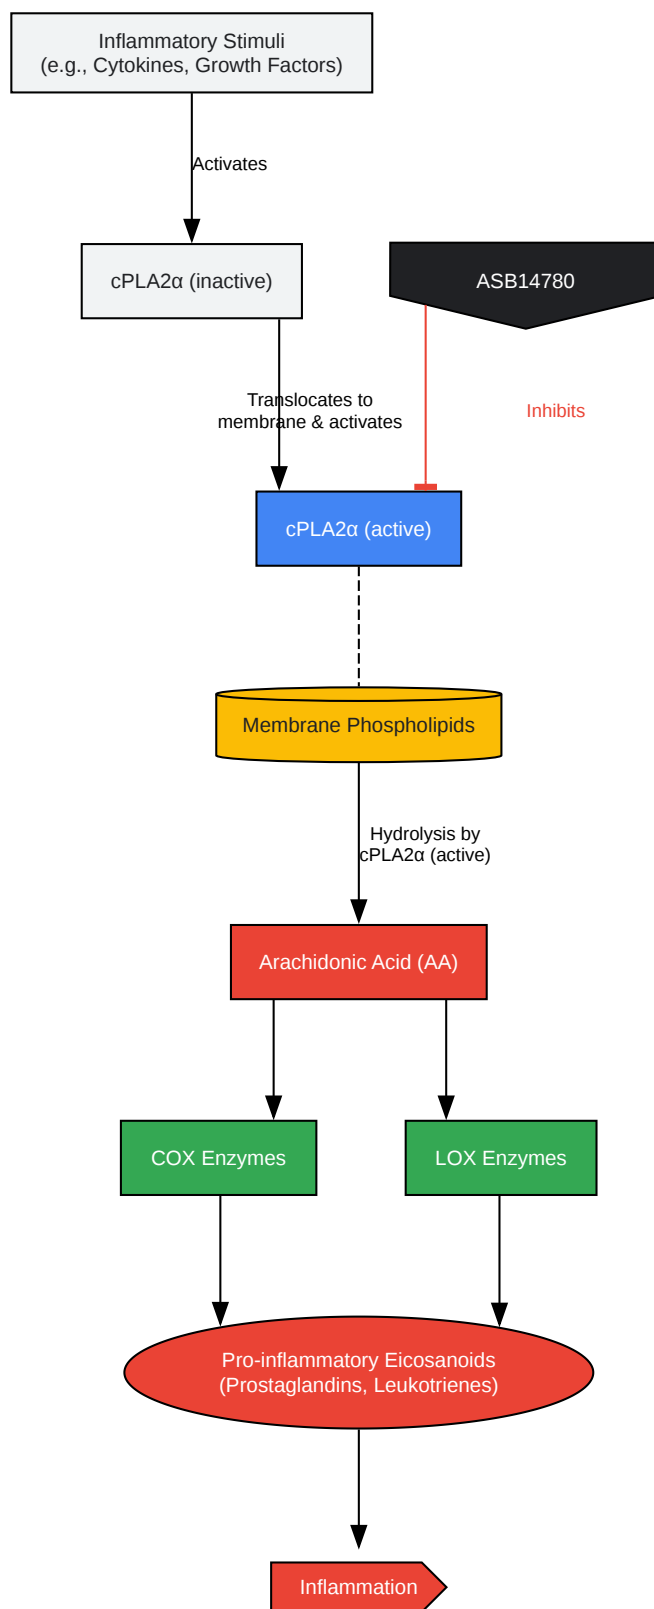 Inflammatory Stimuli
(e.g., Cytokines, Growth Factors)
Activates
cPLA2α (inactive)
ASB14780
Translocates to
membrane & activates
Inhibits
cPLA2α (active)
Membrane Phospholipids
Hydrolysis by
cPLA2α (active)
Arachidonic Acid (AA)
COX Enzymes
LOX Enzymes
Pro-inflammatory Eicosanoids
(Prostaglandins, Leukotrienes)
Inflammation